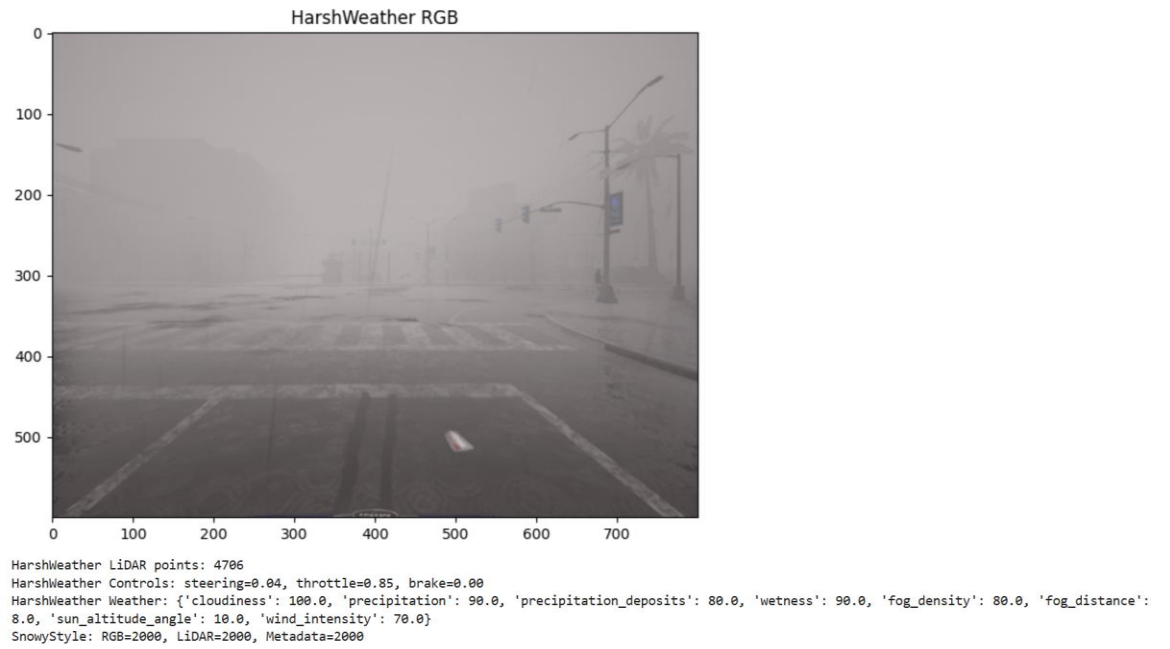 HarshWeather RGB
0
100
200
300
400
500
0 100 200 300 400 500 600 700
HarshWeather LiDAR points: 4706
HarshWeather Controls: steering=0.04, throttle=0.85, brake=0.00
HarshWeather Weather: {'cloudiness': 100.0, 'precipitation': 90.0, 'precipitation_deposits': 80.0, 'wetness': 90.0, 'fog_density': 80.0, 'fog_distance':
8.0, 'sun_altitude_angle': 10.0, 'wind_intensity': 70.0}
SnowyStyle: RGB=2000, LiDAR=2000, Metadata=2000